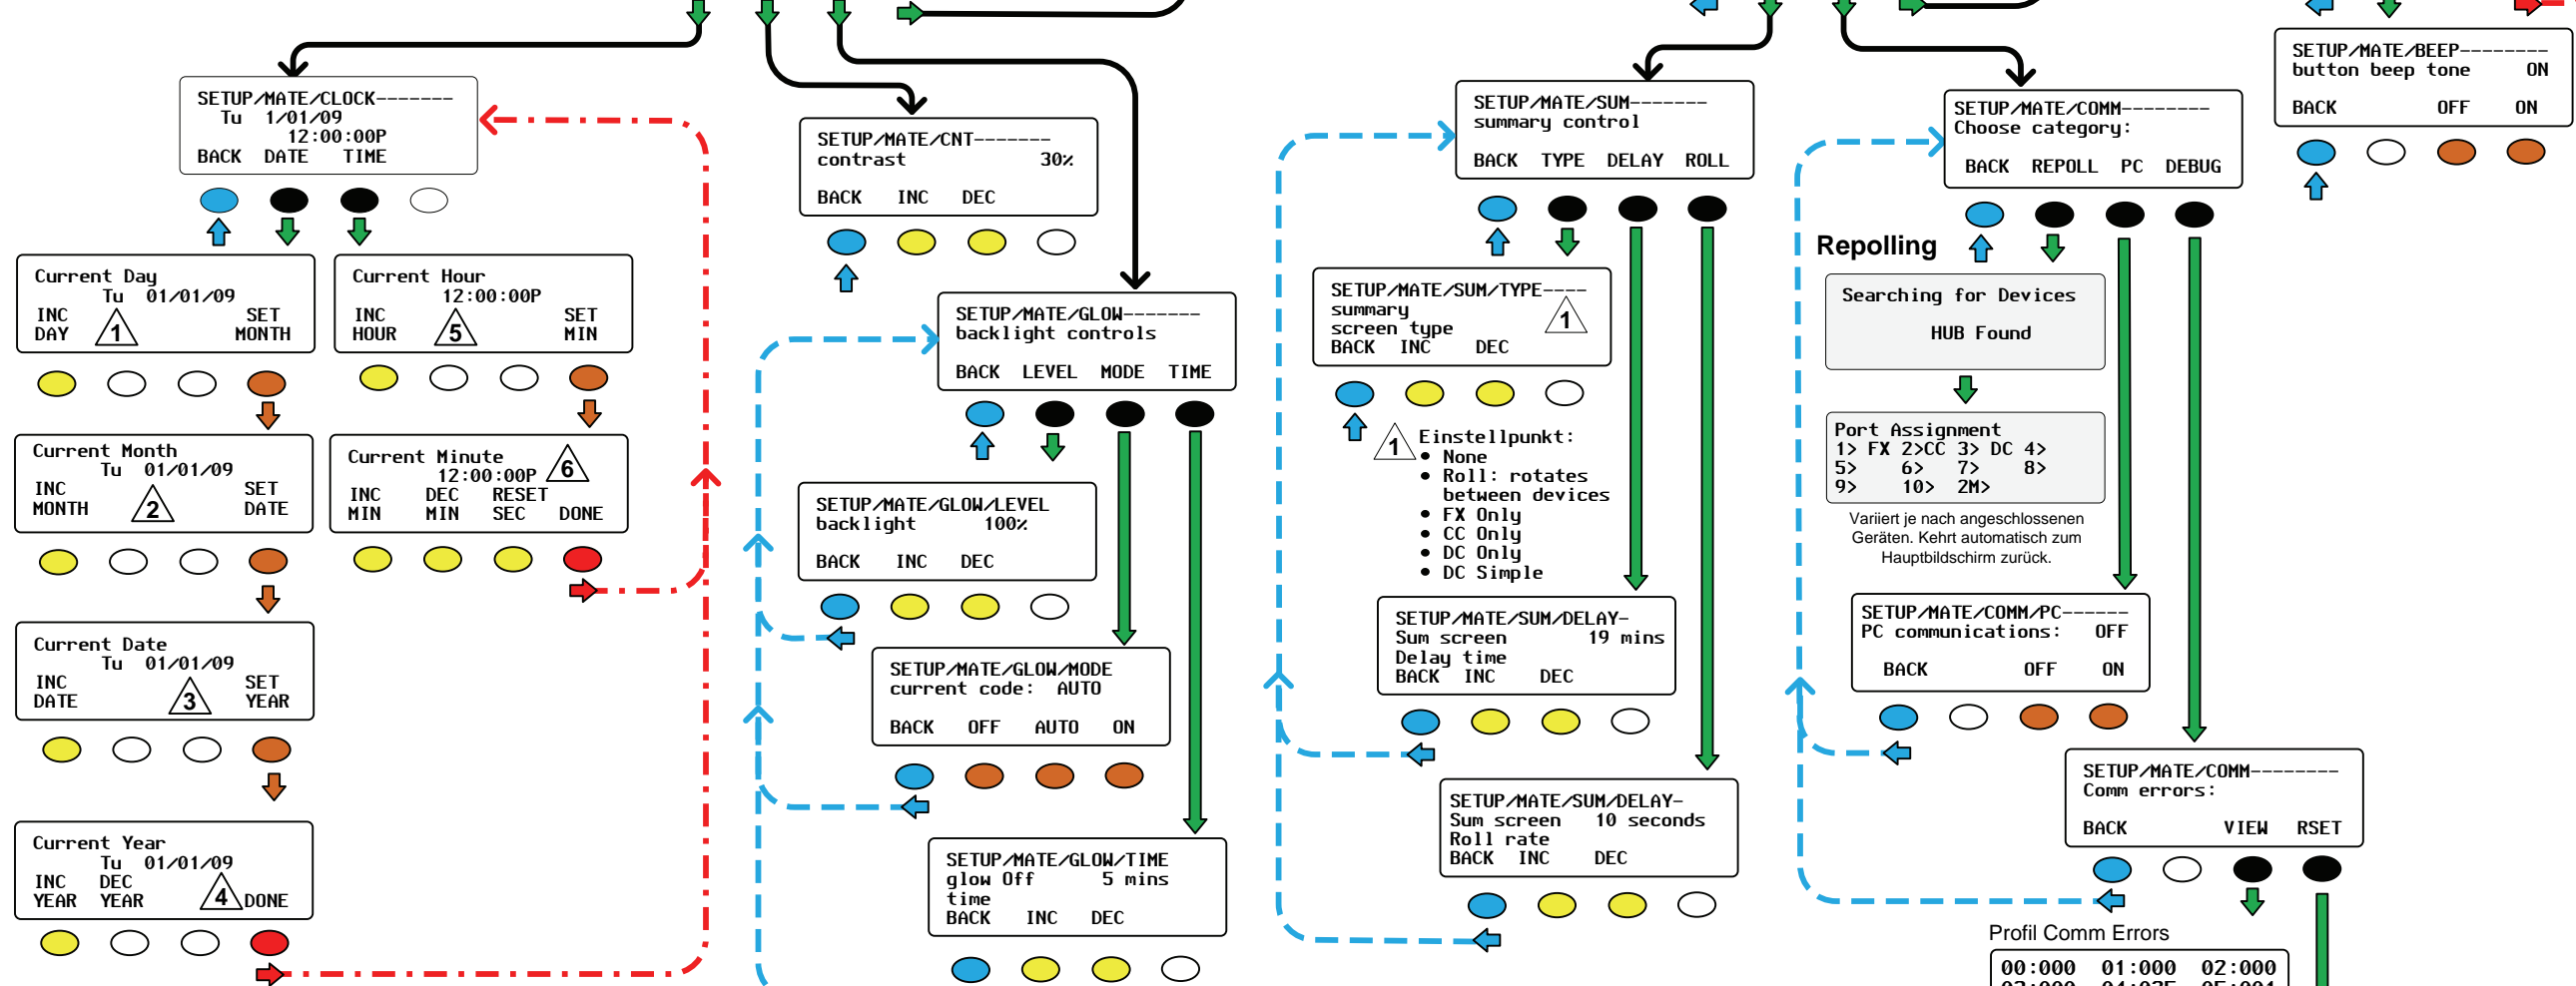 SETUP/MATE/CLOCK-------
Tu 1/01/09
12:00:00P
BACK DATE TIME
Current Day
Tu 01/01/09
INC SET
DAY 1 MONTH
Current Month
Tu 01/01/09
INC SET
MONTH 2 DATE
Current Date
Tu 01/01/09
INC SET
DATE 3 YEAR
Current Year
Tu 01/01/09
INC DEC
YEAR YEAR 4 DONE
Current Hour
12:00:00P
INC SET
HOUR 5 MIN
Current Minute
12:00:00P 6
INC DEC RESET
MIN MIN SEC DONE
SETUP/MATE/CNT-------
contrast 30%
BACK INC DEC
SETUP/MATE/GLOW-------
backlight controls
BACK LEVEL MODE TIME
SETUP/MATE/GLOW/LEVEL
backlight 100%
BACK INC DEC
SETUP/MATE/GLOW/MODE
current code: AUTO
BACK OFF AUTO ON
SETUP/MATE/GLOW/TIME
glow Off 5 mins
time
BACK INC DEC
SETUP/MATE/SUM-------
summary control
BACK TYPE DELAY ROLL
SETUP/MATE/SUM/TYPE----
summary
screen type 1
BACK INC DEC
1 Einstellpunkt:
• None
• Roll: rotates
between devices
• FX Only
• CC Only
• DC Only
• DC Simple
SETUP/MATE/SUM/DELAY-
Sum screen 19 mins
Delay time
BACK INC DEC
SETUP/MATE/SUM/DELAY-
Sum screen 10 seconds
Roll rate
BACK INC DEC
SETUP/MATE/COMM--------
Choose category:
BACK REPOLL PC DEBUG
Repolling
Searching for Devices
HUB Found
Port Assignment
1> FX 2>CC 3> DC 4>
5> 6> 7> 8>
9> 10> 2M>
Variiert je nach angeschlossenen
Geräten. Kehrt automatisch zum
Hauptbildschirm zurück.
SETUP/MATE/COMM/PC------
PC communications: OFF
BACK OFF ON
SETUP/MATE/COMM--------
Comm errors:
BACK VIEW RSET
Profil Comm Errors
00:000 01:000 02:000
SETUP/MATE/BEEP--------
button beep tone ON
BACK OFF ON